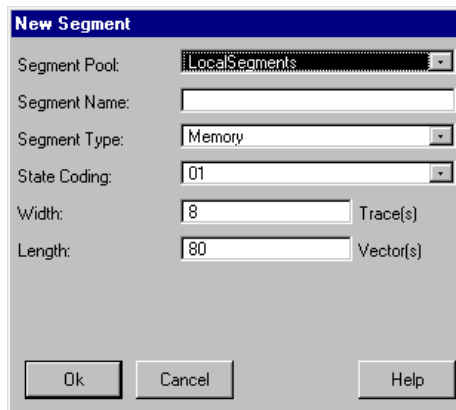 New Segment
Segment Pool: LocalSegments
Segment Name:
Segment Type: Memory
State Coding: 01
Width: 8 Trace(s)
Length: 80 Vector(s)
Ok Cancel Help